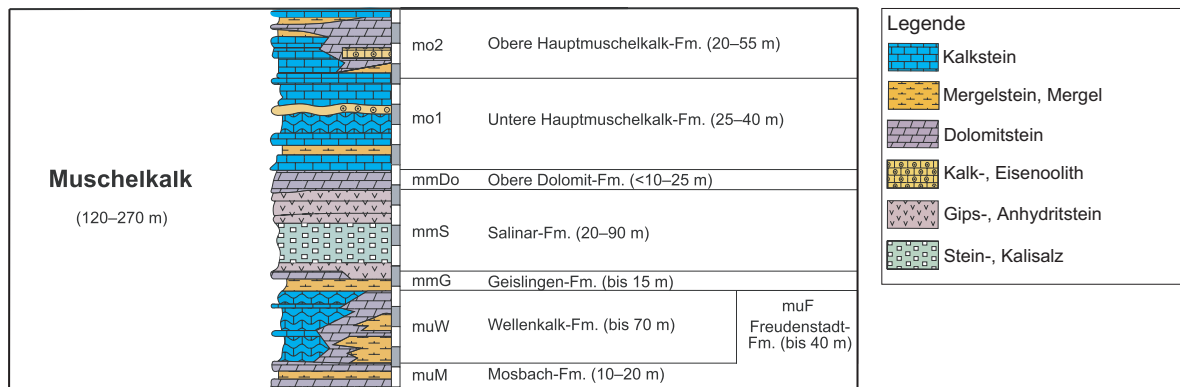 Muschelkalk
(120–270 m)
mo2 Obere Hauptmuschelkalk-Fm. (20–55 m)
mo1 Untere Hauptmuschelkalk-Fm. (25–40 m)
mmDo Obere Dolomit-Fm. (<10–25 m)
mmS Salinar-Fm. (20–90 m)
mmG Geislingen-Fm. (bis 15 m)
muW Wellenkalk-Fm. (bis 70 m)
muF
Freudenstadt-
Fm. (bis 40 m)
muM Mosbach-Fm. (10–20 m)
Legende
Kalkstein
Mergelstein, Mergel
Dolomitstein
Kalk-, Eisenoolith
Gips-, Anhydritstein
Stein-, Kalisalz